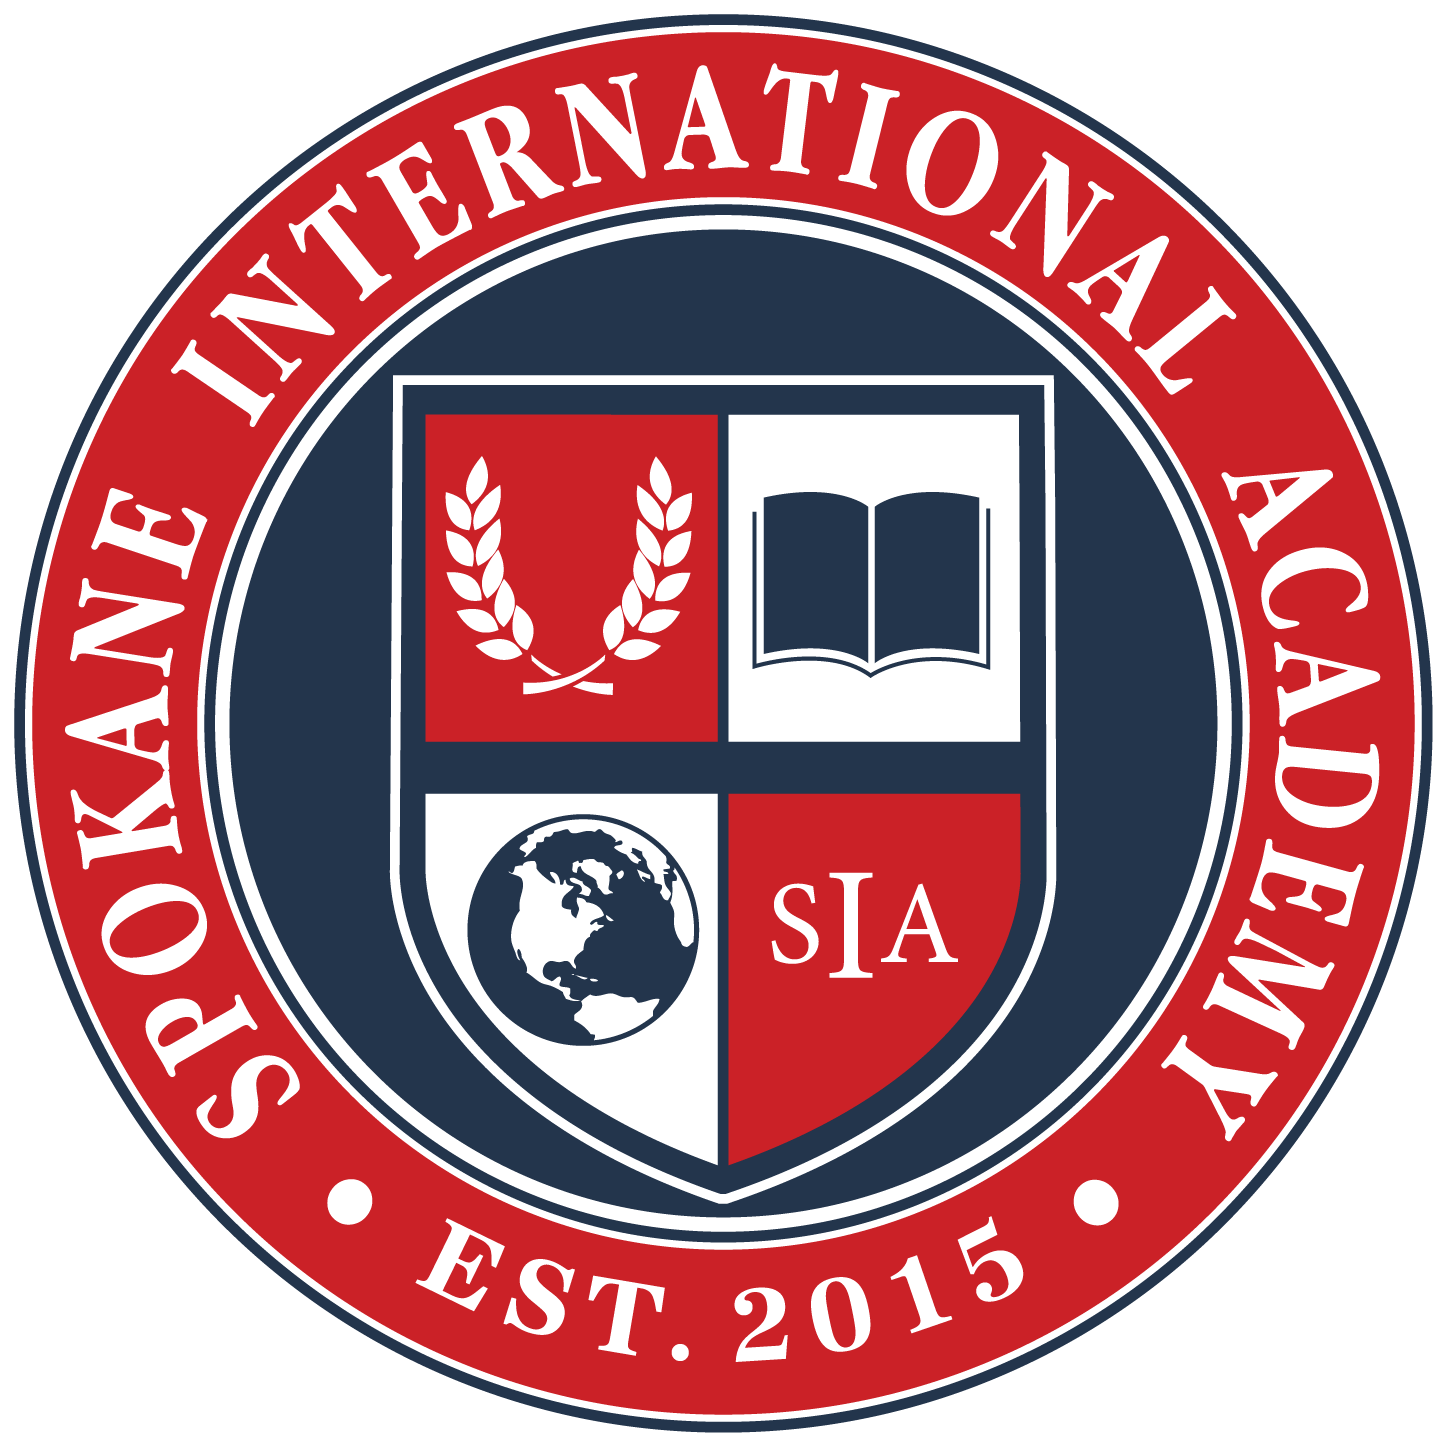 SPOKANE INTERNATIONAL ACADEMY
SIA
• EST. 2015 •